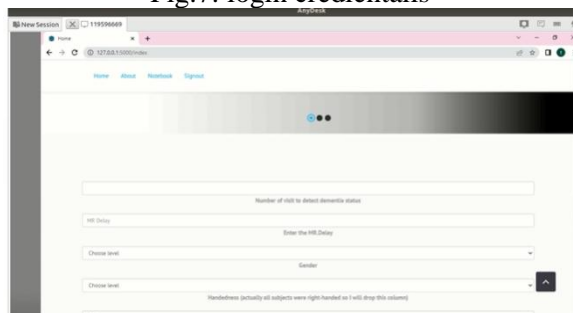 Fig.7: login credientails
AnyDesk
New Session
119596669
Home
127.0.0.1:5000/index
Home About Notebook Signout
Number of visit to detect dementia status
MR Delay
Enter the MR Delay
Choose level
Gender
Choose level
Handedness (actually all subjects were right-handed so I will drop this column)